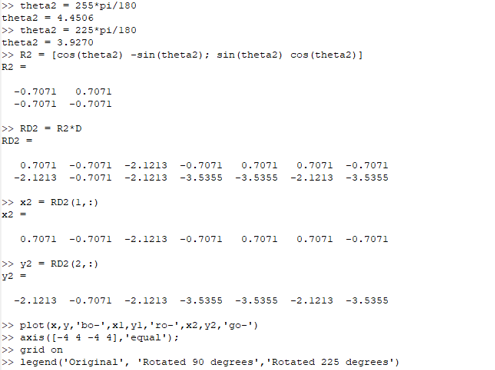 >> theta2 = 255*pi/180
theta2 = 4.4506
>> theta2 = 225*pi/180
theta2 = 3.9270
>> R2 = [cos(theta2) -sin(theta2); sin(theta2) cos(theta2)]
R2 =
-0.7071 0.7071
-0.7071 -0.7071
>> RD2 = R2*D
RD2 =
0.7071 -0.7071 -2.1213 -0.7071 0.7071 0.7071 -0.7071
-2.1213 -0.7071 -2.1213 -3.5355 -3.5355 -2.1213 -3.5355
>> x2 = RD2(1,:)
x2 =
0.7071 -0.7071 -2.1213 -0.7071 0.7071 0.7071 -0.7071
>> y2 = RD2(2,:)
y2 =
-2.1213 -0.7071 -2.1213 -3.5355 -3.5355 -2.1213 -3.5355
>> plot(x,y,'bo-',x1,y1,'ro-',x2,y2,'go-')
>> axis([-4 4 -4 4],'equal');
>> grid on
>> legend('Original', 'Rotated 90 degrees','Rotated 225 degrees')